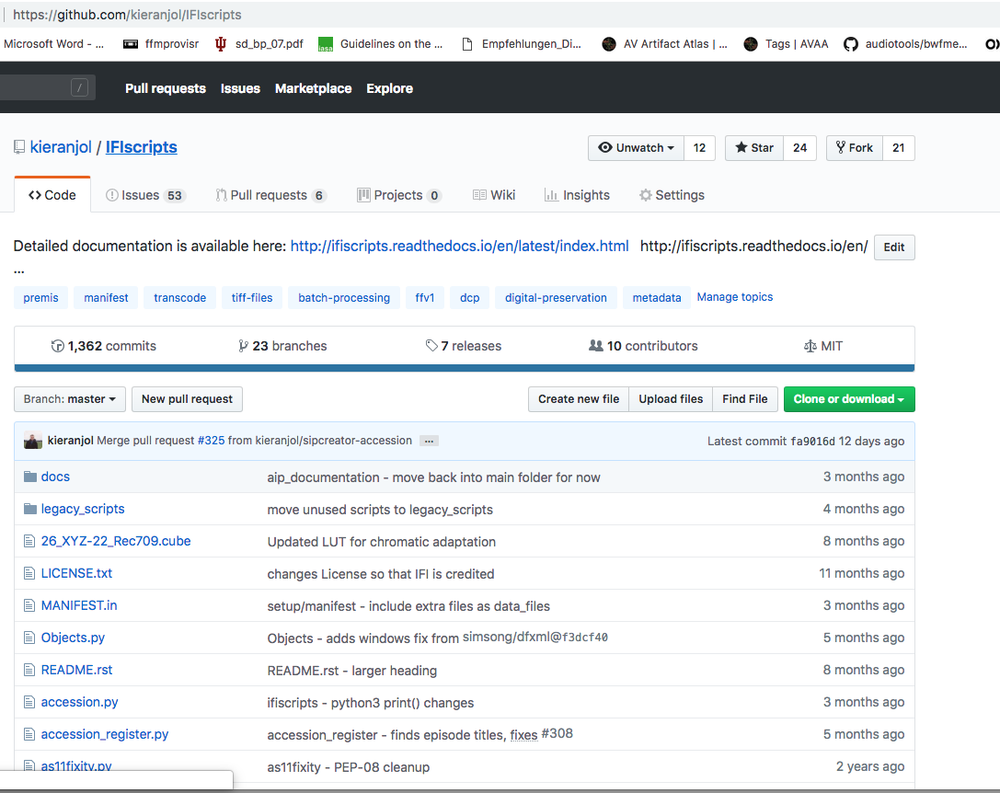 https://github.com/kieranjol/IFIscripts
Microsoft Word - ... ffmprovisr sd_bp_07.pdf Guidelines on the ... Empfehlungen_Di... AV Artifact Atlas | ... Tags | AVAA audiotools/bwfme...
/ Pull requests Issues Marketplace Explore
kieranjol / IFIscripts Unwatch 12 Star 24 Fork 21
Code Issues 53 Pull requests 6 Projects 0 Wiki Insights Settings
Detailed documentation is available here: http://ifiscripts.readthedocs.io/en/latest/index.html http://ifiscripts.readthedocs.io/en/ Edit
...
premis manifest transcode tiff-files batch-processing ffv1 dcp digital-preservation metadata Manage topics
1,362 commits 23 branches 7 releases 10 contributors MIT
Branch: master New pull request Create new file Upload files Find File Clone or download
kieranjol Merge pull request #325 from kieranjol/sipcreator-accession ... Latest commit fa9016d 12 days ago
docs aip_documentation - move back into main folder for now 3 months ago
legacy_scripts move unused scripts to legacy_scripts 4 months ago
26_XYZ-22_Rec709.cube Updated LUT for chromatic adaptation 8 months ago
LICENSE.txt changes License so that IFI is credited 11 months ago
MANIFEST.in setup/manifest - include extra files as data_files 3 months ago
Objects.py Objects - adds windows fix from simsong/dfxml@f3dcf40 5 months ago
README.rst README.rst - larger heading 8 months ago
accession.py ifiscripts - python3 print() changes 3 months ago
accession_register.py accession_register - finds episode titles, fixes #308 5 months ago
as11fixity.py as11fixity - PEP-08 cleanup 2 years ago